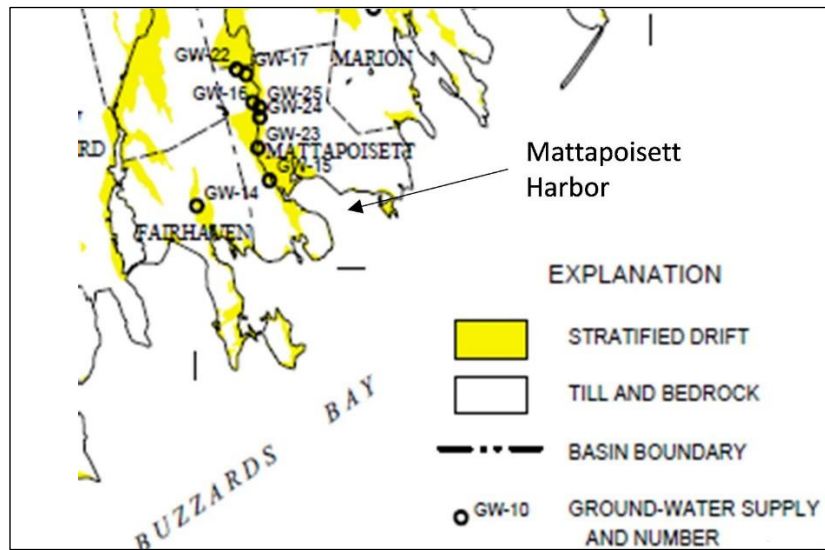 GW-22
GW-17
MARION
GW-16
GW-25
GW-24
RD
GW-23
MATTAPOISETT
GW-15
GW-14
FAIRHAVEN
Mattapoisett
Harbor
BUZZARDS BAY
EXPLANATION
STRATIFIED DRIFT
TILL AND BEDROCK
BASIN BOUNDARY
GW-10
GROUND-WATER SUPPLY
AND NUMBER